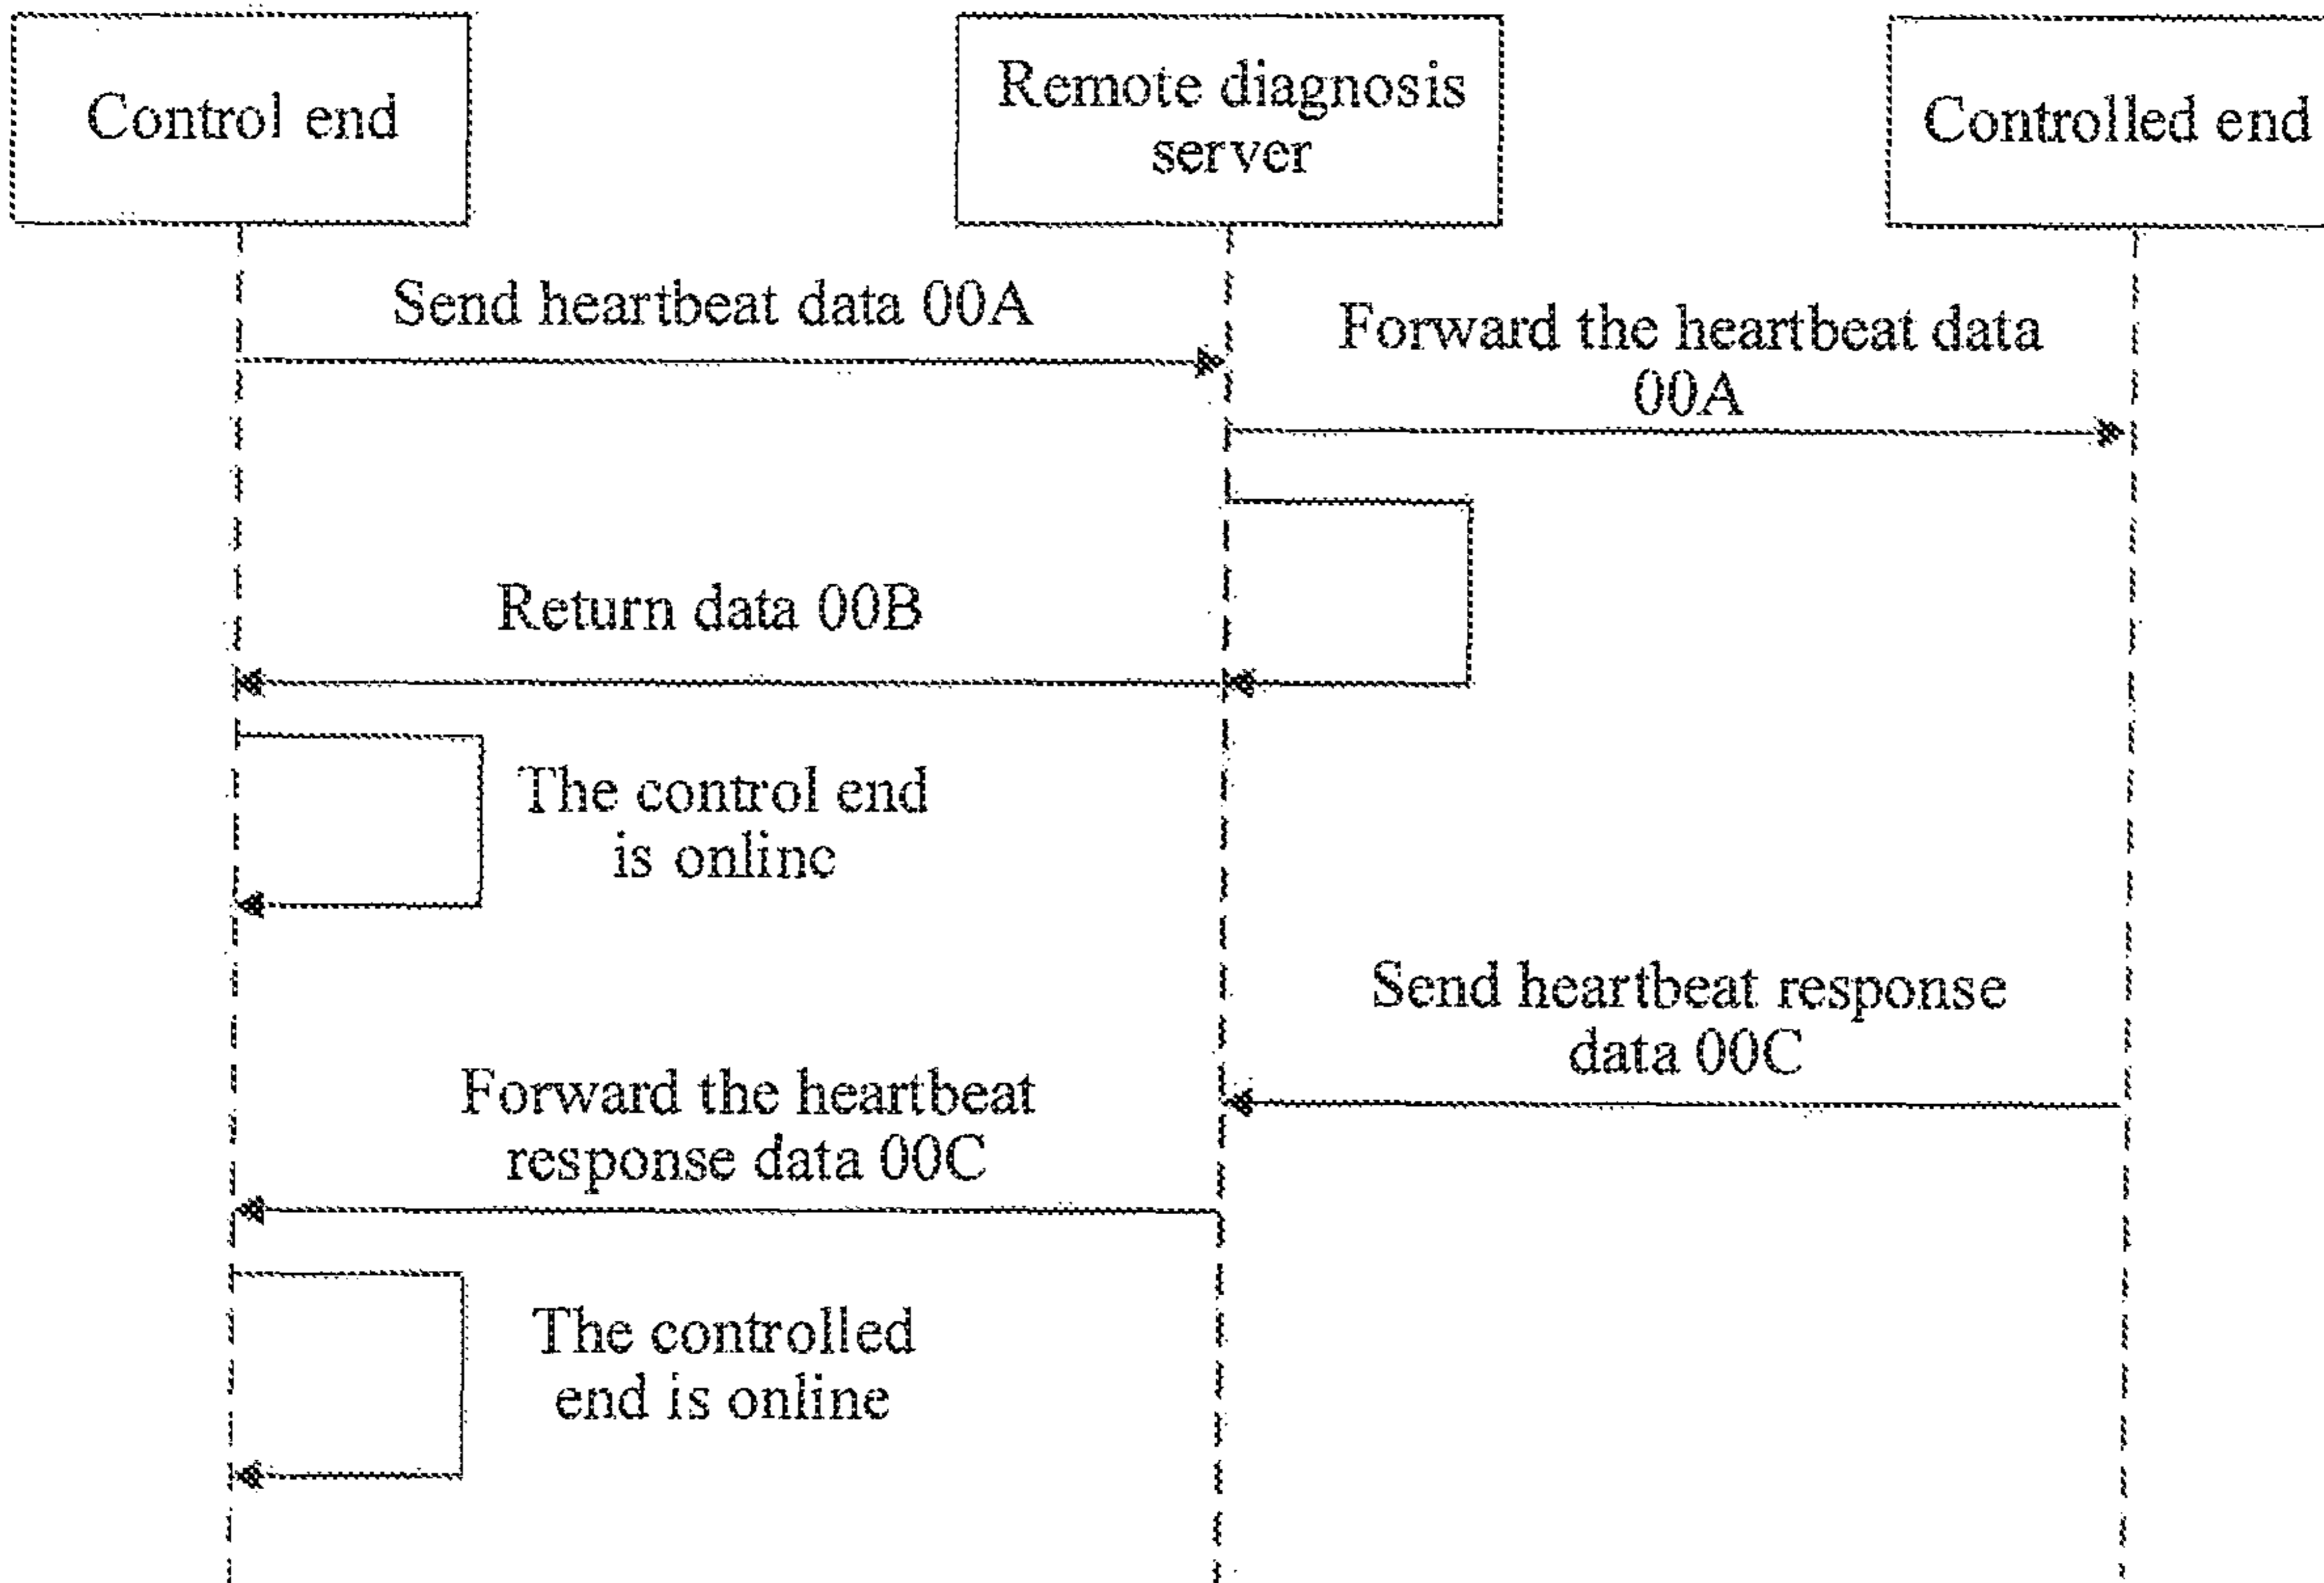 Control end
Remote diagnosis
server
Controlled end
Send heartbeat data 00A
Forward the heartbeat data
00A
Return data 00B
The control end
is online
Send heartbeat response
data 00C
Forward the heartbeat
response data 00C
The controlled
end is online